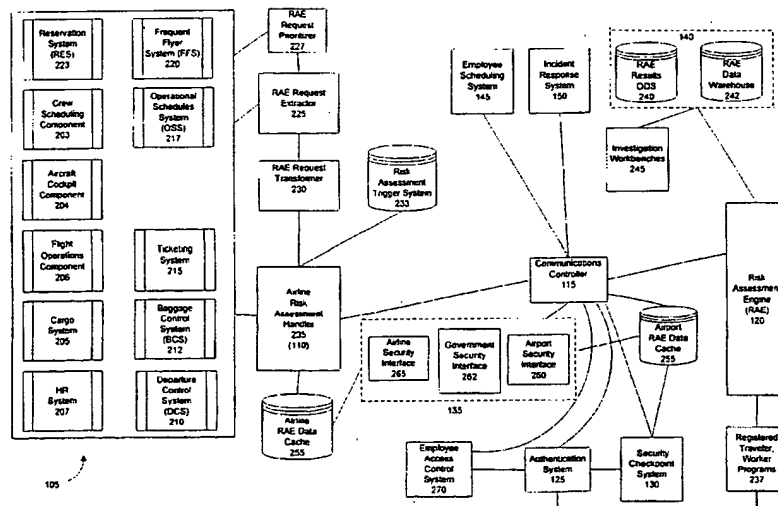 Reservation
System
(RES)
223
Frequent
Flyer
System (FFS)
220
Crew
Scheduling
Component
203
Operational
Schedules
System
(OSS)
217
Aircraft
Cockpit
Component
204
Flight
Operations
Component
206
Ticketing
System
215
Cargo
System
205
Baggage
Control
System
(BCS)
212
HR
System
207
Departure
Control
System
(DCS)
210
105
RAE
Request
Prioritizer
227
RAE Request
Extractor
225
RAE Request
Transformer
230
Risk
Assessment
Trigger System
233
Airline
Risk
Assessment
Handler
235
(110)
Airline
RAE Data
Cache
255
Employee
Scheduling
System
145
Incident
Response
System
150
140
RAE
Results
ODS
240
RAE
Data
Warehouse
242
Investigation
Workbenches
245
Communications
Controller
115
Risk
Assessment
Engine
(RAE)
120
Airline
Security
Interface
265
Government
Security
Interface
262
Airport
Security
Interface
260
135
Airport
RAE Data
Cache
255
Employee
Access
Control
System
270
Authentication
System
125
Security
Checkpoint
System
130
Registered
Traveler,
Worker
Programs
237